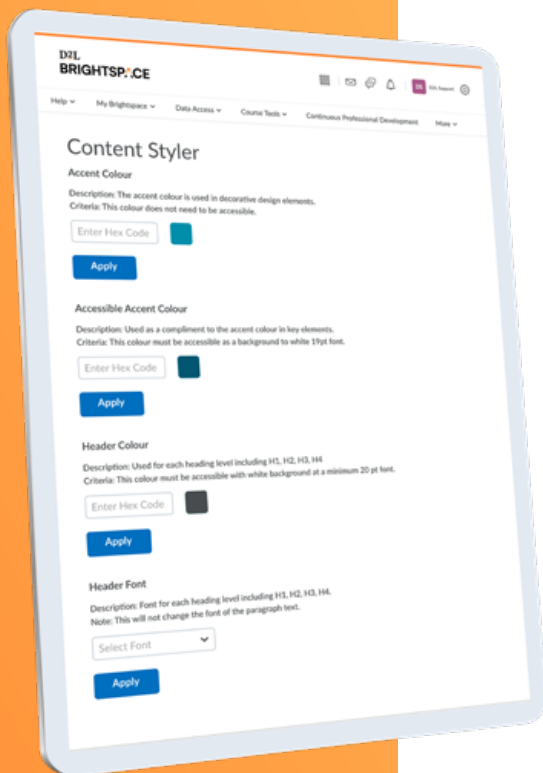 D2L
BRIGHTSPACE
DS D2L Support
Help My Brightspace Data Access Course Tools Continuous Professional Development More
Content Styler
Accent Colour
Description: The accent colour is used in decorative design elements.
Criteria: This colour does not need to be accessible.
Enter Hex Code
Apply
Accessible Accent Colour
Description: Used as a compliment to the accent colour in key elements.
Criteria: This colour must be accessible as a background to white 19pt font.
Enter Hex Code
Apply
Header Colour
Description: Used for each heading level including H1, H2, H3, H4
Criteria: This colour must be accessible with white background at a minimum 20 pt font.
Enter Hex Code
Apply
Header Font
Description: Font for each heading level including H1, H2, H3, H4.
Note: This will not change the font of the paragraph text.
Select Font
Apply